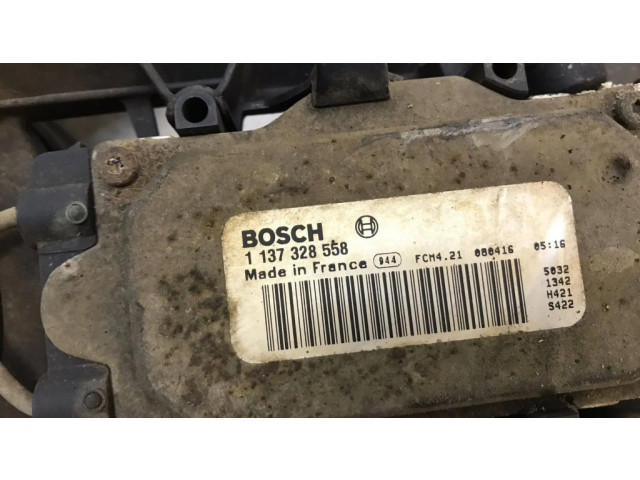 BOSCH
1 137 328 558
Made in France 944 FCM4.21 080416 05:16
5032
1342
H421
S422